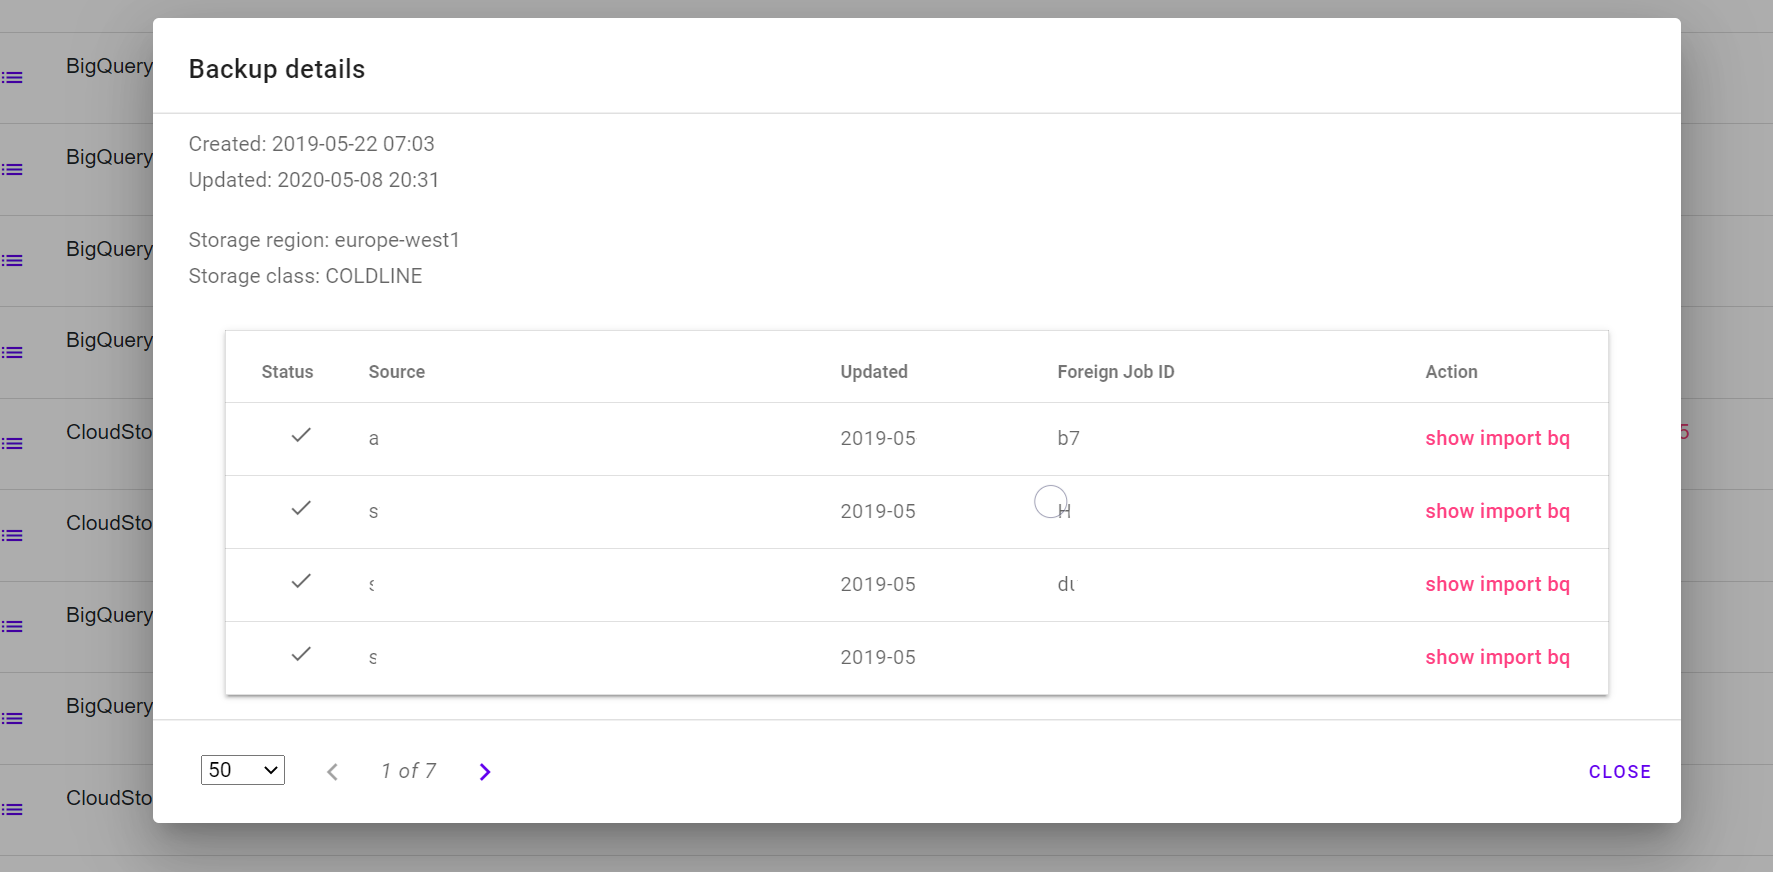 Backup details
Created: 2019-05-22 07:03
Updated: 2020-05-08 20:31
Storage region: europe-west1
Storage class: COLDLINE
Status Source Updated Foreign Job ID Action
a 2019-05 b7 show import bq
s 2019-05 H show import bq
2019-05 show import bq
s 2019-05 show import bq
50 1 of 7 CLOSE
BigQuery
BigQuery
BigQuery
BigQuery
CloudSto 5
CloudSto
BigQuery
BigQuery
CloudSto